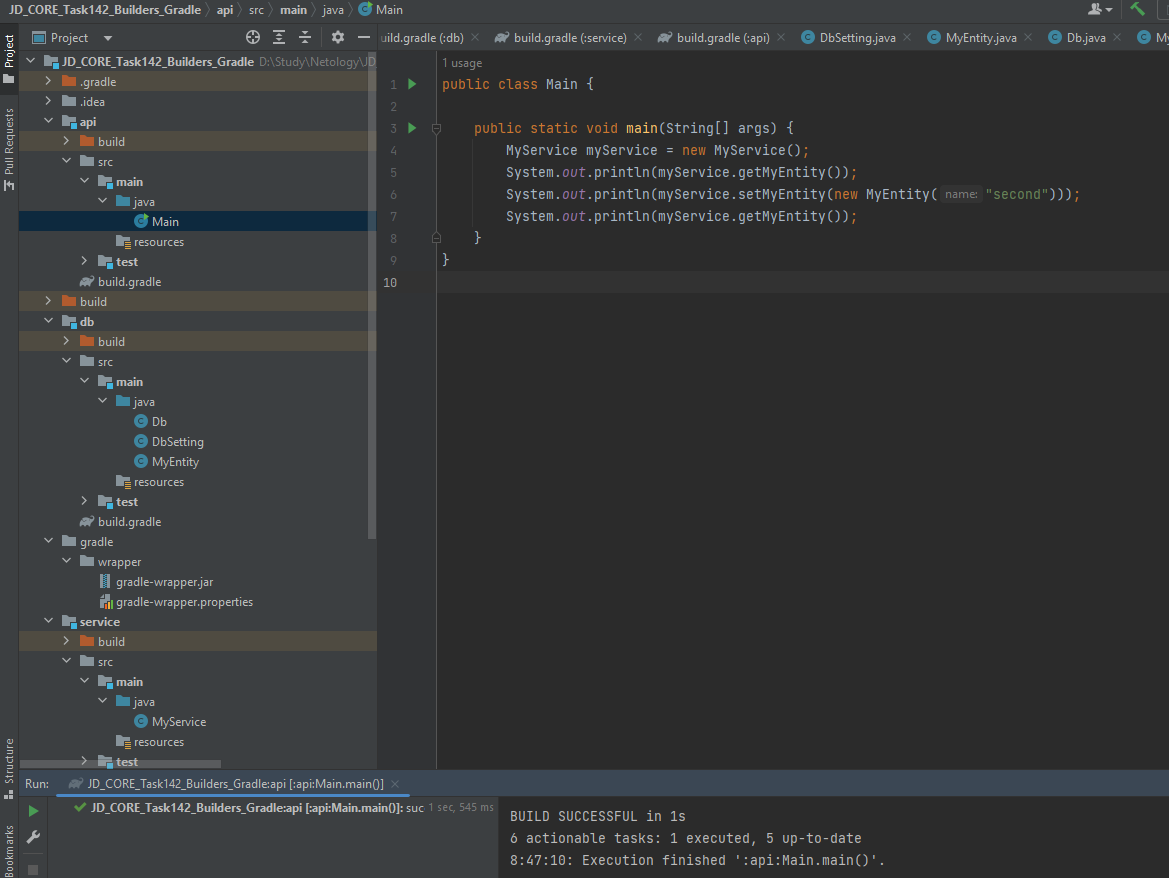 JD_CORE_Task142_Builders_Gradle api src main java Main
Project
uild.gradle (:db) build.gradle (:service) build.gradle (:api) DbSetting.java MyEntity.java Db.java My
Project
Pull Requests
Structure
Bookmarks
JD_CORE_Task142_Builders_Gradle D:\Study\Netology\JD_
.gradle
.idea
api
build
src
main
java
Main
resources
test
build.gradle
build
db
build
src
main
java
Db
DbSetting
MyEntity
resources
test
build.gradle
gradle
wrapper
gradle-wrapper.jar
gradle-wrapper.properties
service
build
src
main
java
MyService
resources
test
1 usage
1 public class Main {
2
3 public static void main(String[] args) {
4 MyService myService = new MyService();
5 System.out.println(myService.getMyEntity());
6 System.out.println(myService.setMyEntity(new MyEntity( name: "second")));
7 System.out.println(myService.getMyEntity());
8 }
9 }
10
Run: JD_CORE_Task142_Builders_Gradle:api [:api:Main.main()]
JD_CORE_Task142_Builders_Gradle:api [:api:Main.main()]: suc 1 sec, 545 ms
BUILD SUCCESSFUL in 1s
6 actionable tasks: 1 executed, 5 up-to-date
8:47:10: Execution finished ':api:Main.main()'.